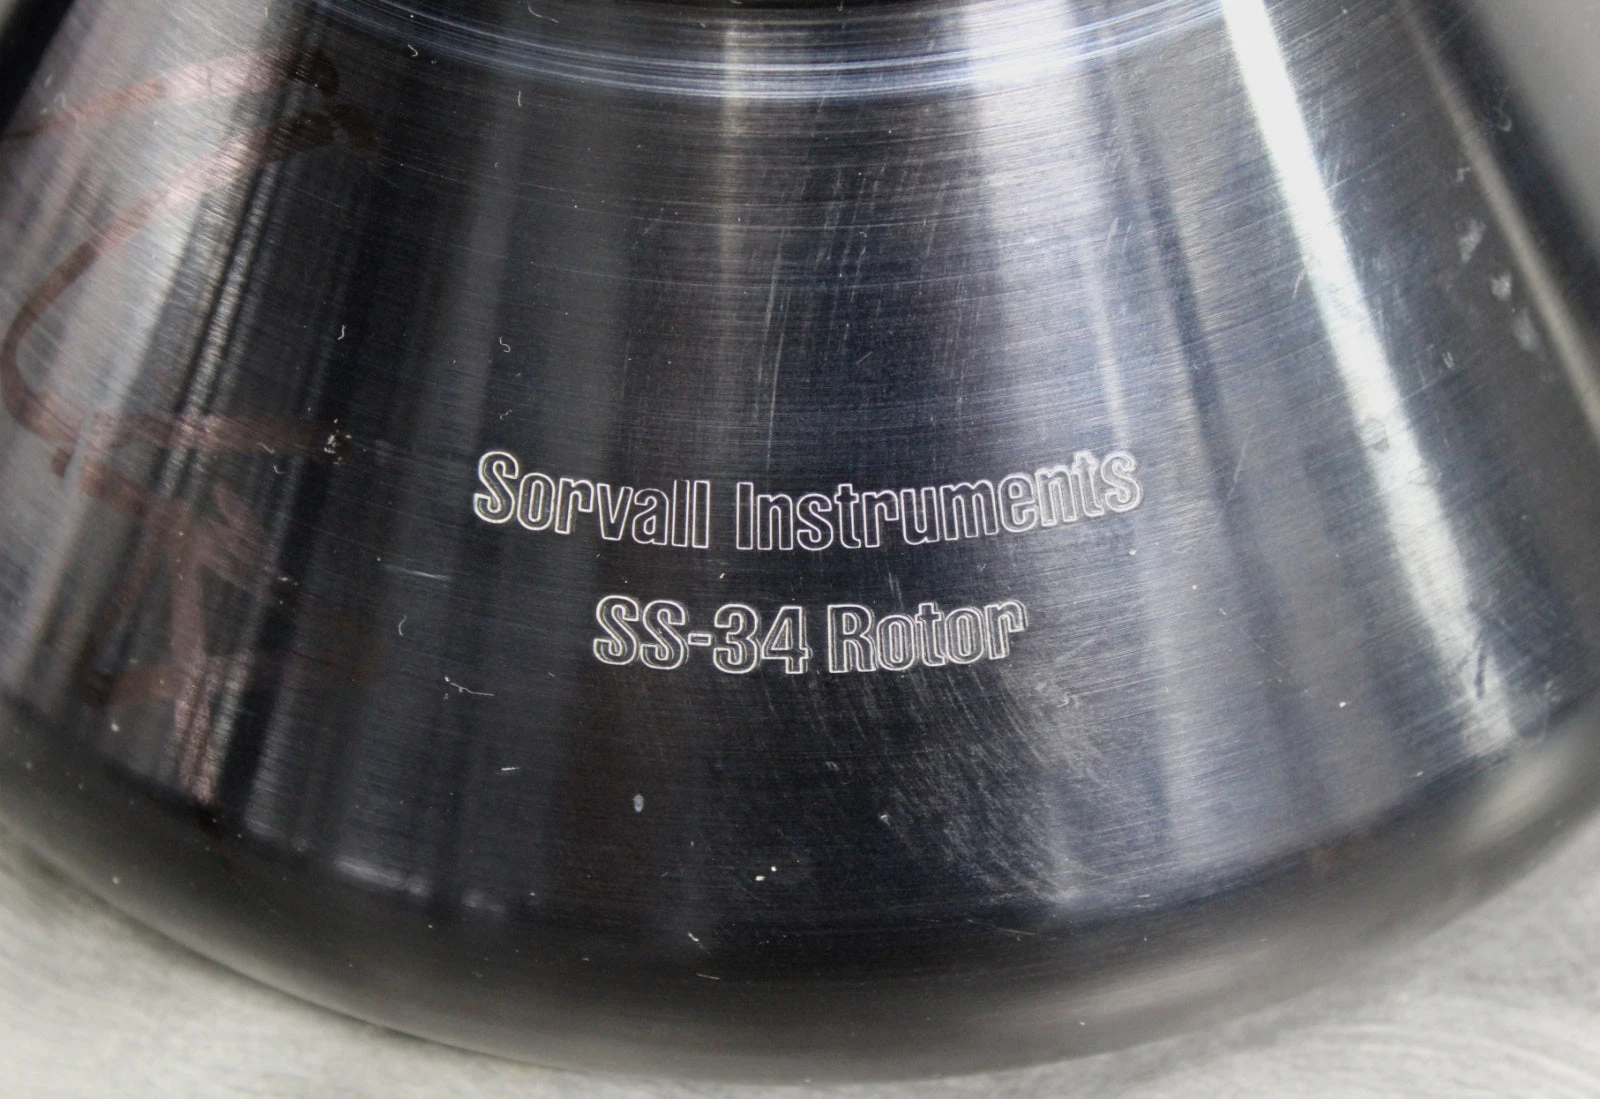 Sorvall Instruments
SS-34 Rotor